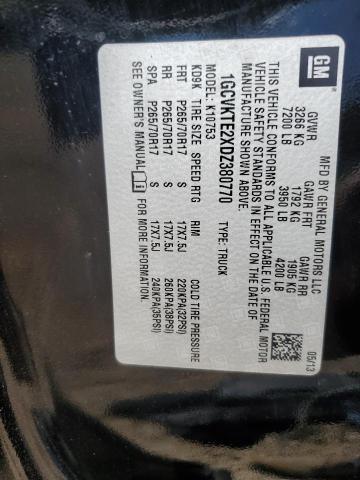 GM
MFD BY GENERAL MOTORS LLC 05/13
GVWR GAWR FRT GAWR RR
3266 KG 1792 KG 1905 KG
7200 LB 3950 LB 4200 LB
THIS VEHICLE CONFORMS TO ALL APPLICABLE U.S. FEDERAL MOTOR
VEHICLE SAFETY STANDARDS IN EFFECT ON THE DATE OF
MANUFACTURE SHOWN ABOVE.
1GCVKTE2XDZ380770 TYPE: TRUCK
MODEL: K10753
KD9K TIRE SIZE SPEED RTG RIM COLD TIRE PRESSURE
FRT P265/70R17 S 17X7.5J 220KPA(32PSI)
RR P265/70R17 S 17X7.5J 260KPA(38PSI)
SPA P265/70R17 S 17X7.5J 240KPA(35PSI)
SEE OWNER'S MANUAL FOR MORE INFORMATION.